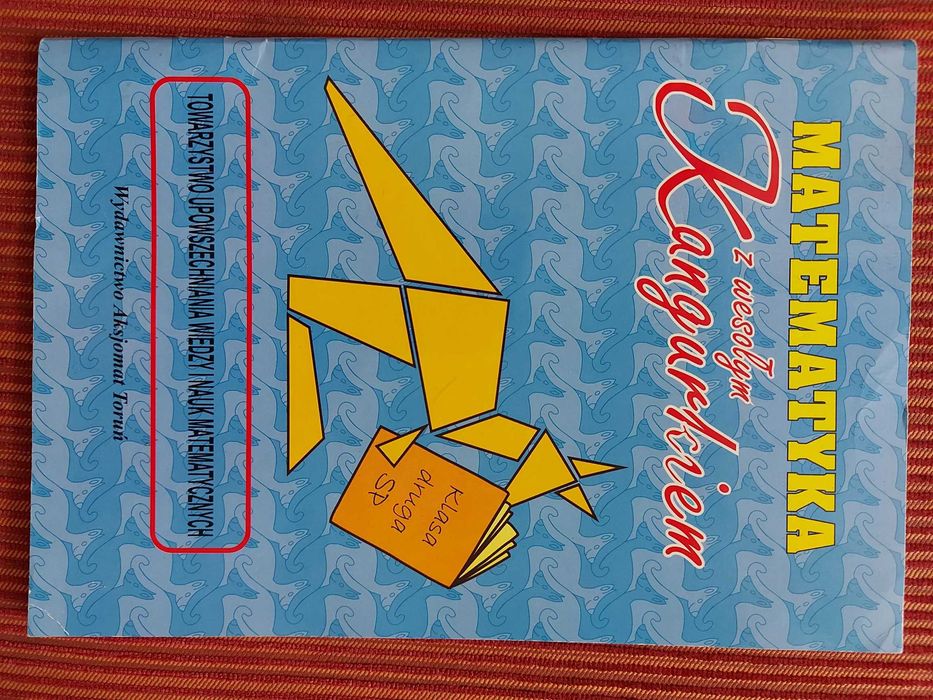 MATEMATYKA
z wesołym
Kangurkiem
Klasa
druga
SP
TOWARZYSTWO UPOWSZECHNIANIA WIEDZY I NAUK MATEMATYCZNYCH
Wydawnictwo Aksjomat Toruń